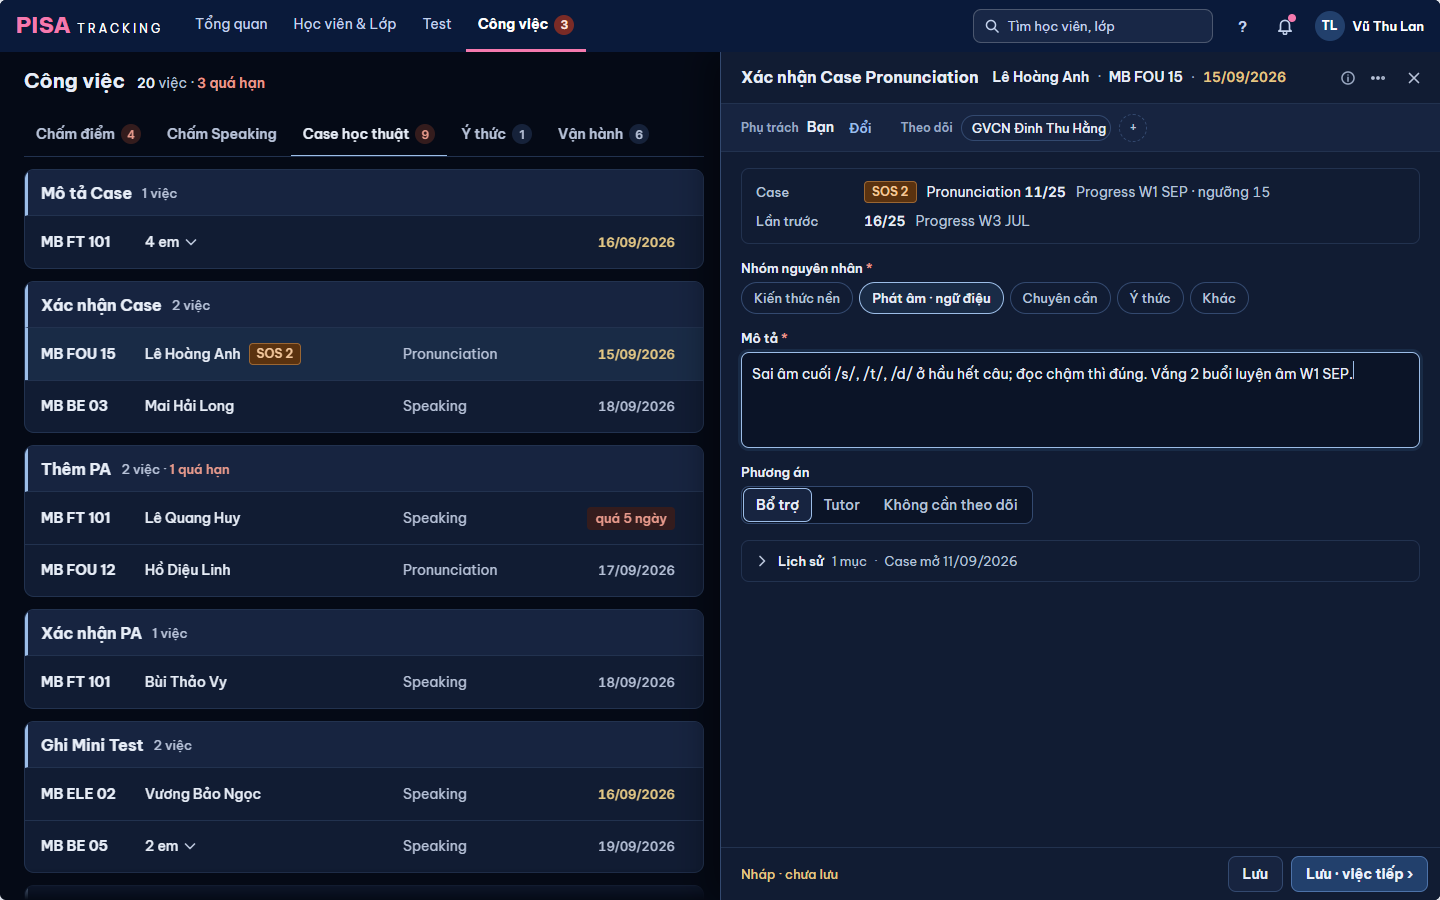 PISA TRACKING Tổng quan Học viên & Lớp Test Công việc 3 Tìm học viên, lớp ? TL Vũ Thu Lan
Công việc 20 việc · 3 quá hạn
Chấm điểm 4 Chấm Speaking Case học thuật 9 Ý thức 1 Vận hành 6
Mô tả Case 1 việc
MB FT 101 4 em 16/09/2026
Xác nhận Case 2 việc
MB FOU 15 Lê Hoàng Anh SOS 2 Pronunciation 15/09/2026
MB BE 03 Mai Hải Long Speaking 18/09/2026
Thêm PA 2 việc · 1 quá hạn
MB FT 101 Lê Quang Huy Speaking quá 5 ngày
MB FOU 12 Hồ Diệu Linh Pronunciation 17/09/2026
Xác nhận PA 1 việc
MB FT 101 Bùi Thảo Vy Speaking 18/09/2026
Ghi Mini Test 2 việc
MB ELE 02 Vương Bảo Ngọc Speaking 16/09/2026
MB BE 05 2 em Speaking 19/09/2026
Xác nhận Case Pronunciation Lê Hoàng Anh · MB FOU 15 · 15/09/2026
Phụ trách Bạn Đổi Theo dõi GVCN Đinh Thu Hằng +
Case SOS 2 Pronunciation 11/25 Progress W1 SEP · ngưỡng 15
Lần trước 16/25 Progress W3 JUL
Nhóm nguyên nhân *
Kiến thức nền Phát âm · ngữ điệu Chuyên cần Ý thức Khác
Mô tả *
Sai âm cuối /s/, /t/, /d/ ở hầu hết câu; đọc chậm thì đúng. Vắng 2 buổi luyện âm W1 SEP.
Phương án
Bổ trợ Tutor Không cần theo dõi
Lịch sử 1 mục · Case mở 11/09/2026
Nháp · chưa lưu Lưu Lưu · việc tiếp ›